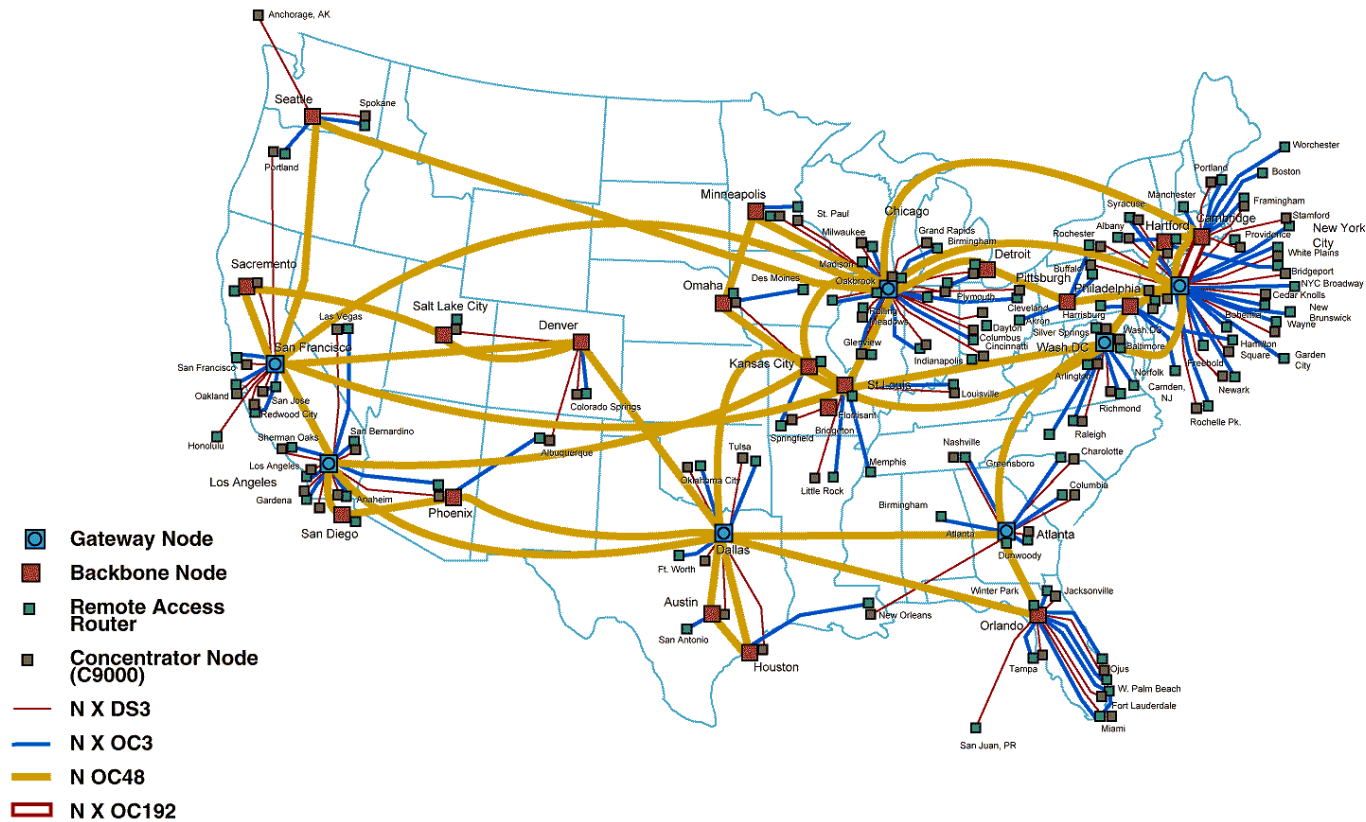 Anchorage, AK
Seattle
Spokane
Portland
Sacremento
Las Vegas
Salt Lake City
Denver
San Francisco
San Francisco
Oakland
San Jose
Redwood City
Honolulu
Colorado Springs
Sherman Oaks
San Bernardino
Albuquerque
Los Angeles
Los Angeles
Gardena
Anaheim
San Diego
Phoenix
Minneapolis
St. Paul
Chicago
Milwaukee
Grand Rapids
Birmingham
Madison
Oakbrook
Detroit
Omaha
Des Moines
Plymouth
Rolling
Meadows
Cleveland
Akron
Dayton
Columbus
Cincinnati
Glenview
Indianapolis
Kansas City
St Louis
Louisville
Florissant
Bridgeton
Springfield
Memphis
Little Rock
Tulsa
Oklahoma City
Dallas
Ft. Worth
Austin
San Antonio
Houston
New Orleans
Worchester
Portland
Boston
Manchester
Framingham
Syracuse
Cambridge
Stamford
Albany
Hartford
Providence
New York
City
Rochester
White Plains
Buffalo
Bridgeport
Pittsburgh
Philadelphia
NYC Broadway
Cedar Knolls
Harrisburg
New
Brunswick
Bohemia
Wayne
Silver Springs
Wash.DC
Wash.DC
Baltimore
Hamilton
Square
Garden
City
Freehold
Arlington
Norfolk
Camden,
NJ
Newark
Richmond
Rochelle Pk.
Raleigh
Nashville
Greensboro
Charolotte
Columbia
Birmingham
Atlanta
Atlanta
Dunwoody
Winter Park
Jacksonville
Orlando
Tampa
Ojus
W. Palm Beach
Fort Lauderdale
Miami
San Juan, PR
Gateway Node
Backbone Node
Remote Access
Router
Concentrator Node
(C9000)
N X DS3
N X OC3
N OC48
N X OC192